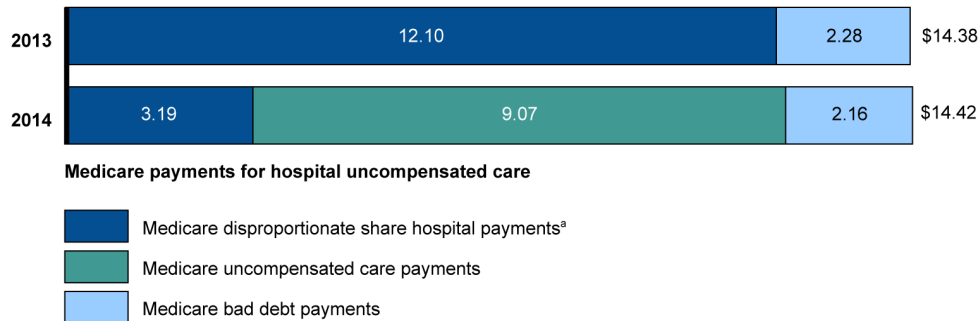 2013 12.10 2.28 $14.38
2014 3.19 9.07 2.16 $14.42
Medicare payments for hospital uncompensated care
Medicare disproportionate share hospital paymentsᵃ
Medicare uncompensated care payments
Medicare bad debt payments